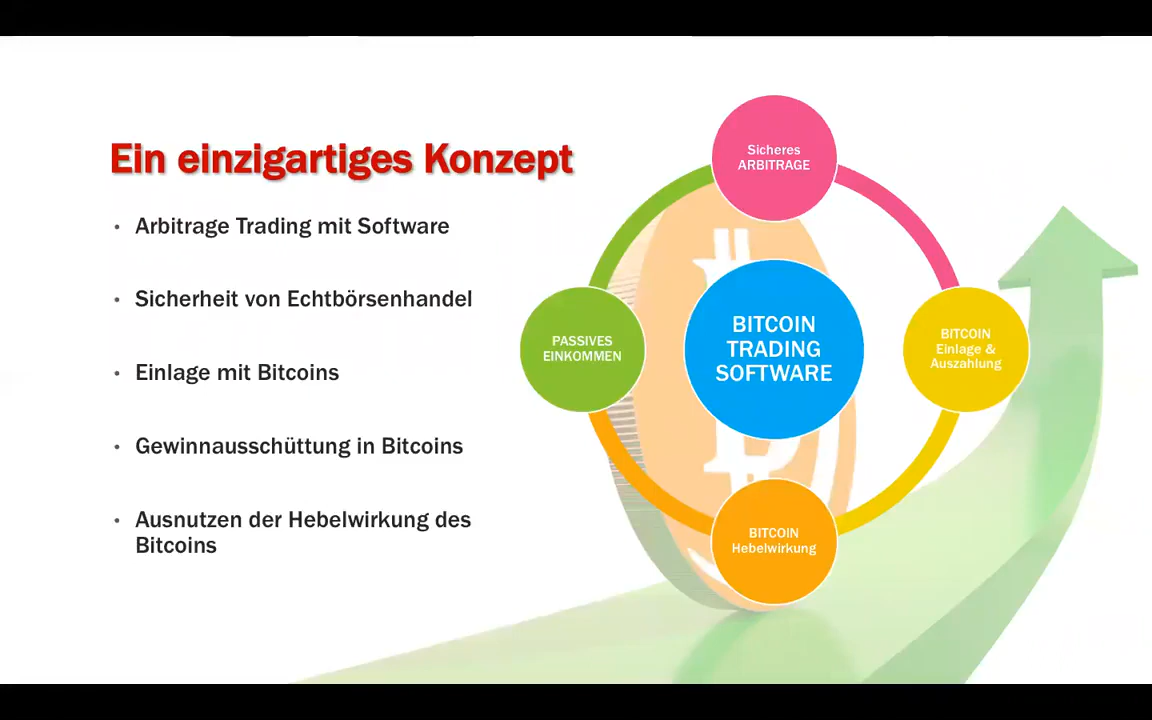 Ein einzigartiges Konzept
• Arbitrage Trading mit Software
• Sicherheit von Echtbörsenhandel
• Einlage mit Bitcoins
• Gewinnausschüttung in Bitcoins
• Ausnutzen der Hebelwirkung des
Bitcoins
Sicheres
ARBITRAGE
PASSIVES
EINKOMMEN
BITCOIN
TRADING
SOFTWARE
BITCOIN
Einlage &
Auszahlung
BITCOIN
Hebelwirkung